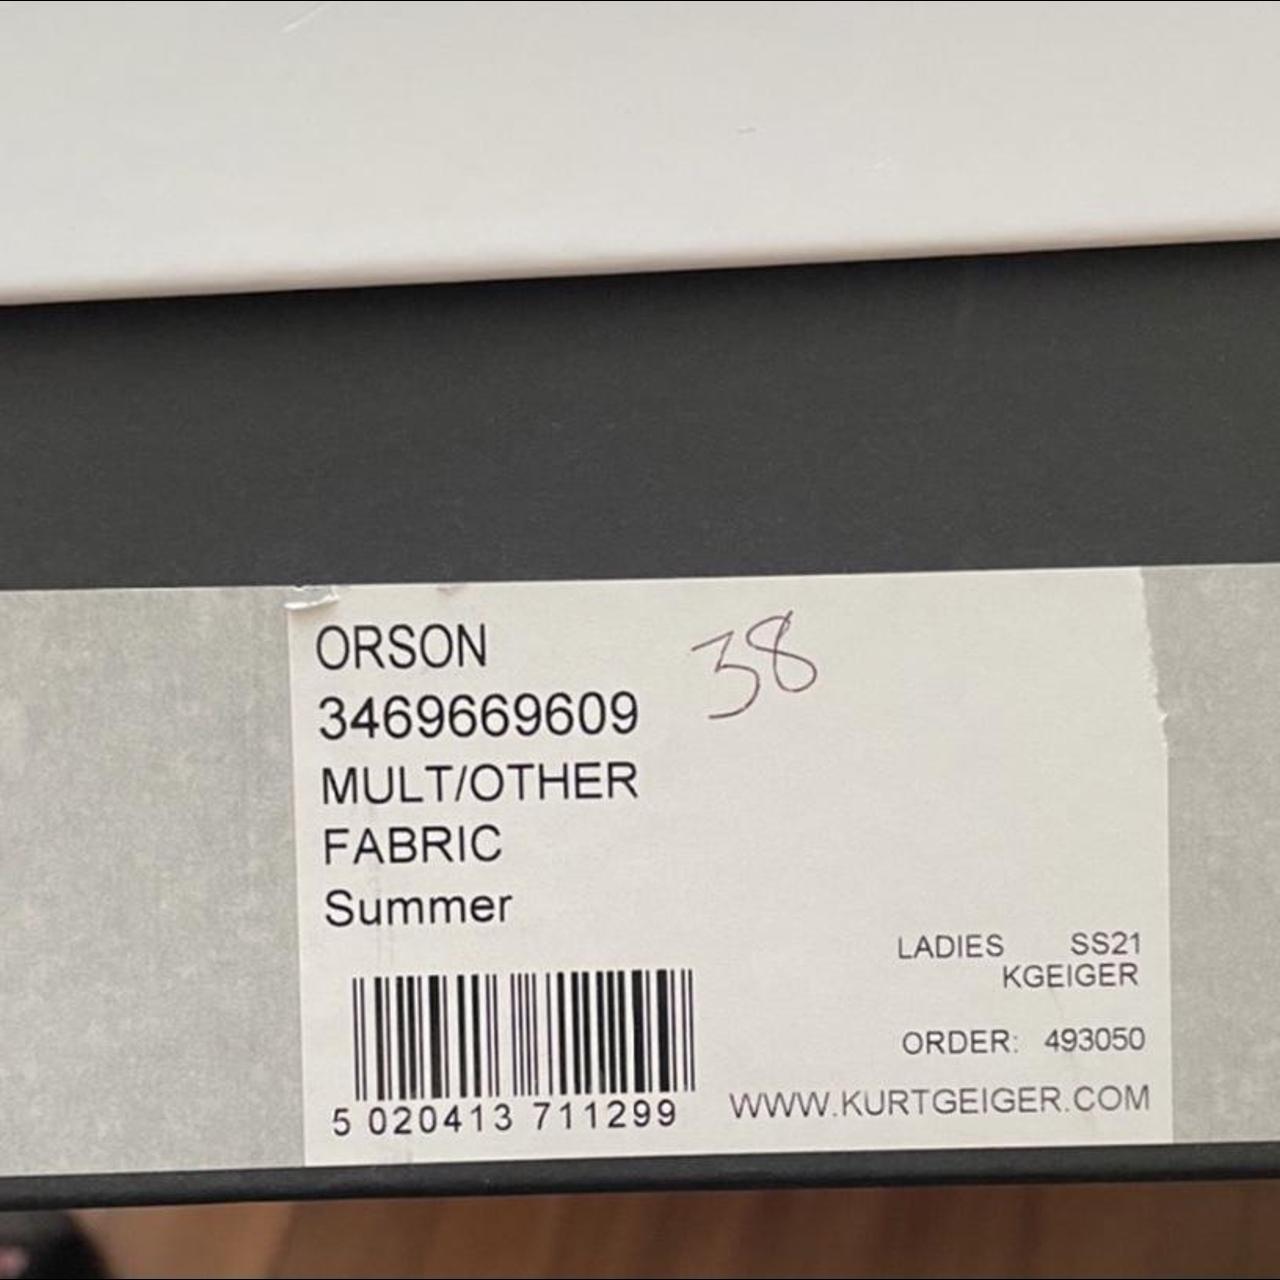 ORSON
38
3469669609
MULT/OTHER
FABRIC
Summer
LADIES SS21
KGEIGER
ORDER: 493050
WWW.KURTGEIGER.COM
5 020413 711299